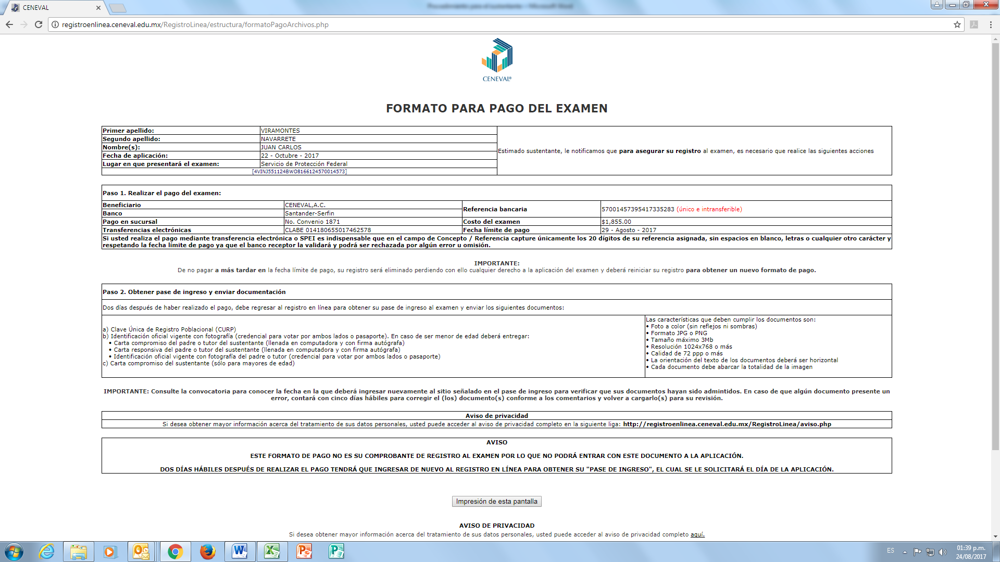 CENEVAL
Procedimiento para el sustentante - Microsoft Word
registroenlinea.ceneval.edu.mx/RegistroLinea/estructura/formatoPagoArchivos.php
CENEVAL®
FORMATO PARA PAGO DEL EXAMEN
Primer apellido: VIRAMONTES
Segundo apellido: NAVARRETE
Nombre(s): JUAN CARLOS
Fecha de aplicación: 22 - Octubre - 2017
Lugar en que presentará el examen: Servicio de Protección Federal
[4VINJ551124BWO8166124570014573]
Estimado sustentante, le notificamos que para asegurar su registro al examen, es necesario que realice las siguientes acciones
Paso 1. Realizar el pago del examen:
Beneficiario CENEVAL,A.C.
Banco Santander-Serfin
Referencia bancaria 57001457395417335283 (único e intransferible)
Pago en sucursal No. Convenio 1871 Costo del examen $1,855.00
Transferencias electrónicas CLABE 014180655017462578 Fecha límite de pago 29 - Agosto - 2017
Si usted realiza el pago mediante transferencia electrónica o SPEI es indispensable que en el campo de Concepto / Referencia capture únicamente los 20 dígitos de su referencia asignada, sin espacios en blanco, letras o cualquier otro carácter y
respetando la fecha límite de pago ya que el banco receptor la validará y podrá ser rechazada por algún error u omisión.
IMPORTANTE:
De no pagar a más tardar en la fecha límite de pago, su registro será eliminado perdiendo con ello cualquier derecho a la aplicación del examen y deberá reiniciar su registro para obtener un nuevo formato de pago.
Paso 2. Obtener pase de ingreso y enviar documentación
Dos días después de haber realizado el pago, debe regresar al registro en línea para obtener su pase de ingreso al examen y enviar los siguientes documentos:
a) Clave Única de Registro Poblacional (CURP)
b) Identificación oficial vigente con fotografía (credencial para votar por ambos lados o pasaporte). En caso de ser menor de edad deberá entregar:
• Carta compromiso del padre o tutor del sustentante (llenada en computadora y con firma autógrafa)
• Carta responsiva del padre o tutor del sustentante (llenada en computadora y con firma autógrafa)
• Identificación oficial vigente con fotografía del padre o tutor (credencial para votar por ambos lados o pasaporte)
c) Carta compromiso del sustentante (sólo para mayores de edad)
Las características que deben cumplir los documentos son:
• Foto a color (sin reflejos ni sombras)
• Formato JPG o PNG
• Tamaño máximo 3Mb
• Resolución 1024x768 o más
• Calidad de 72 ppp o más
• La orientación del texto de los documentos deberá ser horizontal
• Cada documento debe abarcar la totalidad de la imagen
IMPORTANTE: Consulte la convocatoria para conocer la fecha en la que deberá ingresar nuevamente al sitio señalado en el pase de ingreso para verificar que sus documentos hayan sido admintidos. En caso de que algún documento presente un
error, contará con cinco días hábiles para corregir el (los) documento(s) conforme a los comentarios y volver a cargarlo(s) para su revisión.
Aviso de privacidad
Si desea obtener mayor información acerca del tratamiento de sus datos personales, usted puede acceder al aviso de privacidad completo en la siguiente liga: http://registroenlinea.ceneval.edu.mx/RegistroLinea/aviso.php
AVISO
ESTE FORMATO DE PAGO NO ES SU COMPROBANTE DE REGISTRO AL EXAMEN POR LO QUE NO PODRÁ ENTRAR CON ESTE DOCUMENTO A LA APLICACIÓN.
DOS DÍAS HÁBILES DESPUÉS DE REALIZAR EL PAGO TENDRÁ QUE INGRESAR DE NUEVO AL REGISTRO EN LÍNEA PARA OBTENER SU "PASE DE INGRESO", EL CUAL SE LE SOLICITARÁ EL DÍA DE LA APLICACIÓN.
Impresión de esta pantalla
AVISO DE PRIVACIDAD
Si desea obtener mayor información acerca del tratamiento de sus datos personales, usted puede acceder al aviso de privacidad completo aquí.
ES
01:39 p.m.
24/08/2017